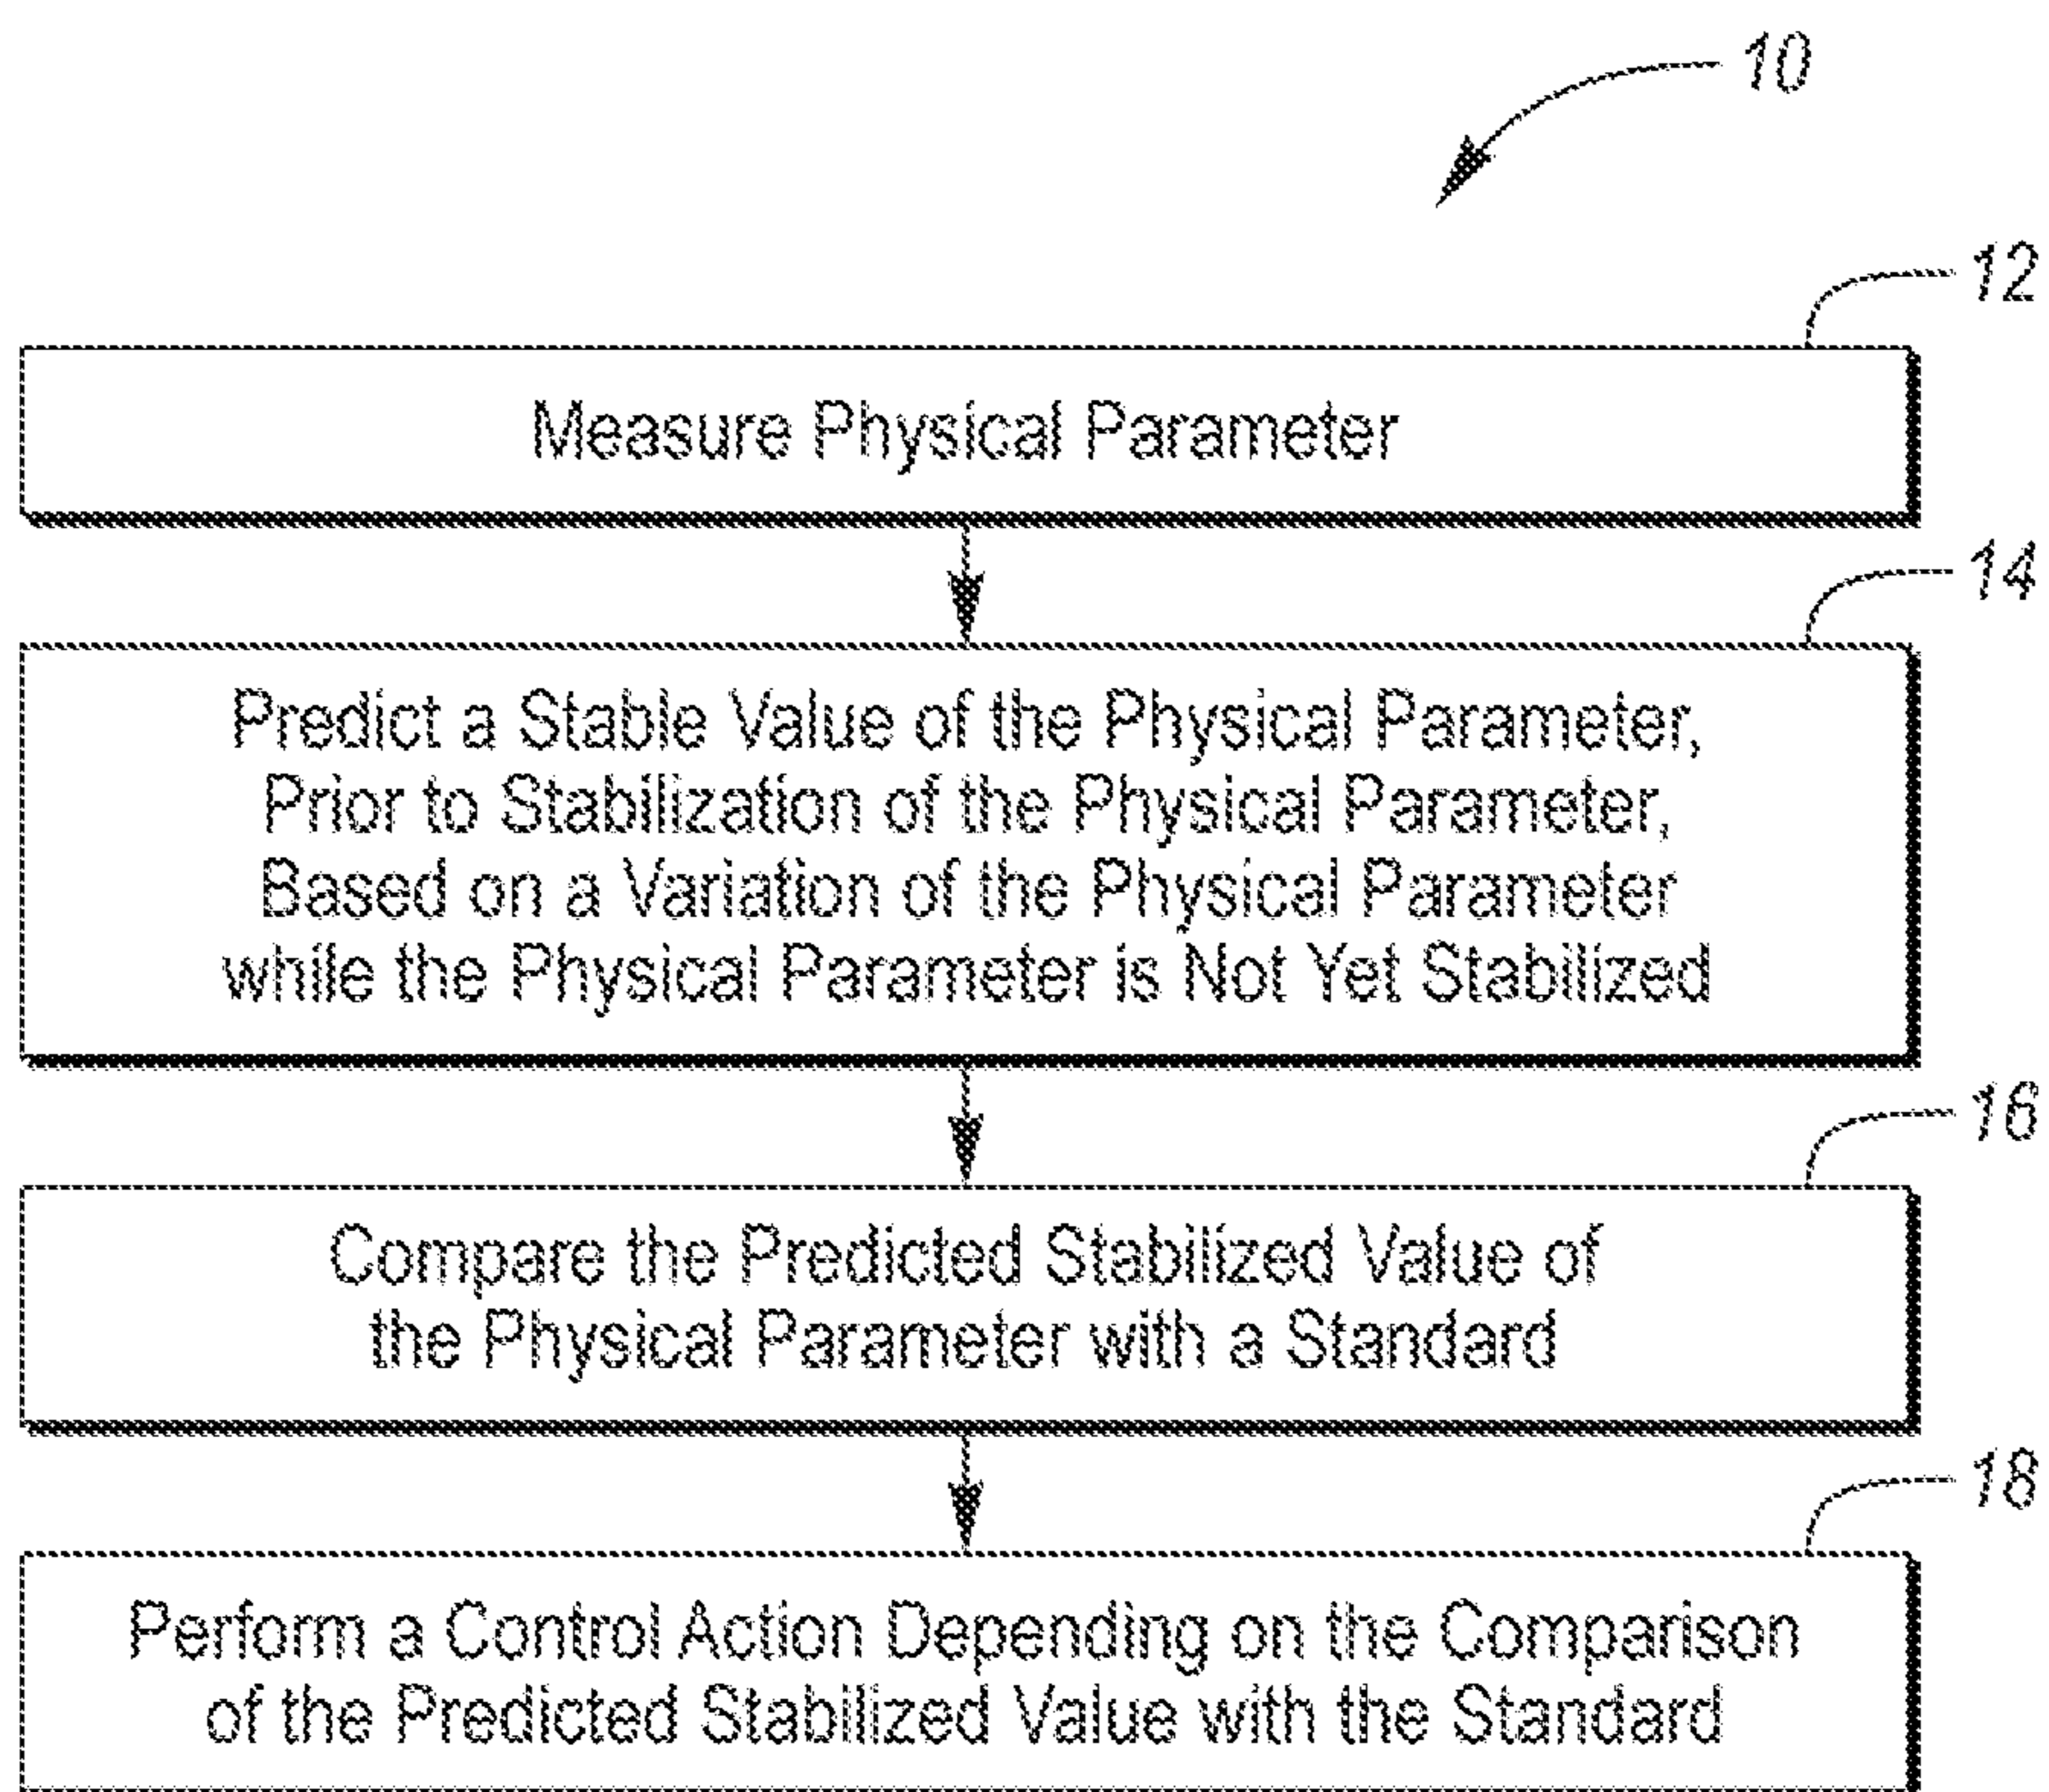 10
12
Measure Physical Parameter
14
Predict a Stable Value of the Physical Parameter,
Prior to Stabilization of the Physical Parameter,
Based on a Variation of the Physical Parameter
while the Physical Parameter is Not Yet Stabilized
16
Compare the Predicted Stabilized Value of
the Physical Parameter with a Standard
18
Perform a Control Action Depending on the Comparison
of the Predicted Stabilized Value with the Standard